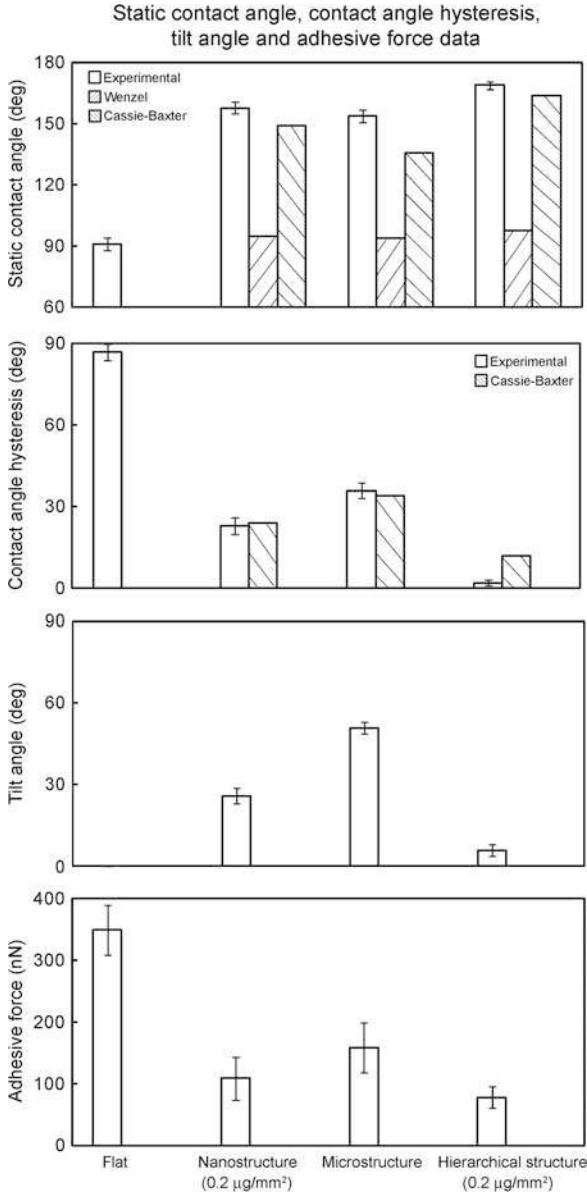 Static contact angle, contact angle hysteresis,
tilt angle and adhesive force data
Static contact angle (deg)
180
150
120
90
60
Experimental
Wenzel
Cassie-Baxter
Contact angle hysteresis (deg)
90
60
30
0
Experimental
Cassie-Baxter
Tilt angle (deg)
90
60
30
0
Adhesive force (nN)
400
300
200
100
0
Flat
Nanostructure
(0.2 µg/mm²)
Microstructure
Hierarchical structure
(0.2 µg/mm²)